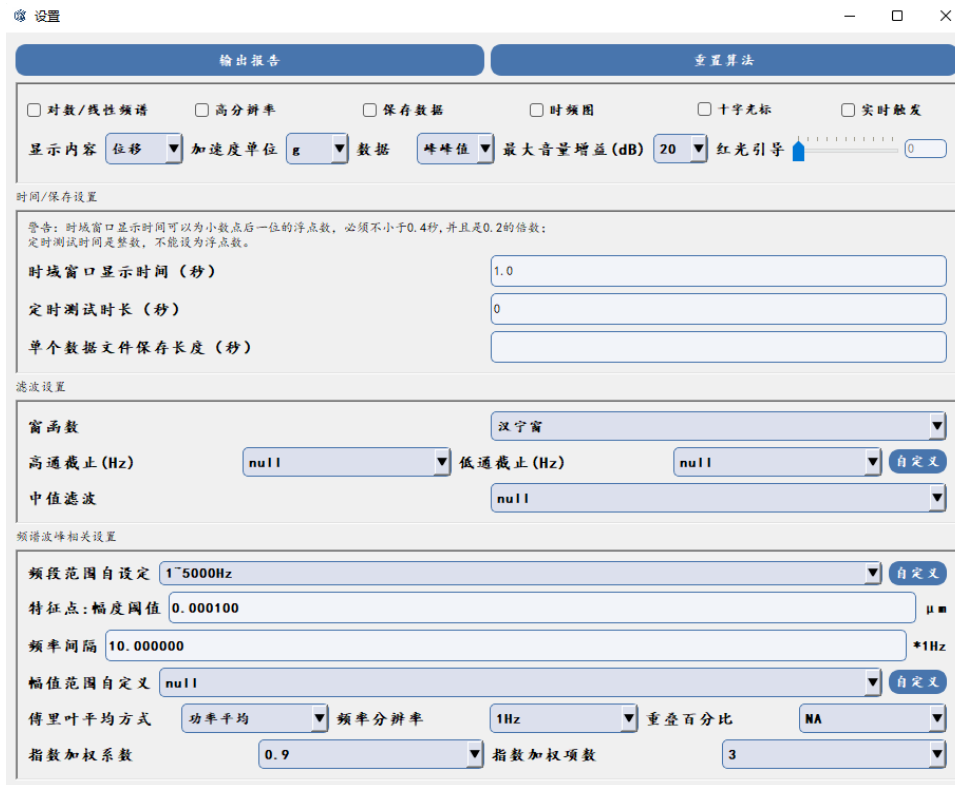 设置
输出报告 重置算法
对数/线性频谱 高分辨率 保存数据 时频图 十字光标 实时触发
显示内容 位移 加速度单位 g 数据 峰峰值 最大音量增益(dB) 20 红光引导 0
时间/保存设置
警告: 时域窗口显示时间可以为小数点后一位的浮点数, 必须不小于0.4秒,并且是0.2的倍数;
定时测试时间是整数, 不能设为浮点数。
时域窗口显示时间 (秒) 1.0
定时测试时长 (秒) 0
单个数据文件保存长度 (秒)
滤波设置
窗函数 汉宁窗
高通截止(Hz) null 低通截止(Hz) null 自定义
中值滤波 null
频谱波峰相关设置
频段范围自设定 1~5000Hz 自定义
特征点:幅度阈值 0.000100 μm
频率间隔 10.000000 *1Hz
幅值范围自定义 null 自定义
傅里叶平均方式 功率平均 频率分辨率 1Hz 重叠百分比 NA
指数加权系数 0.9 指数加权项数 3